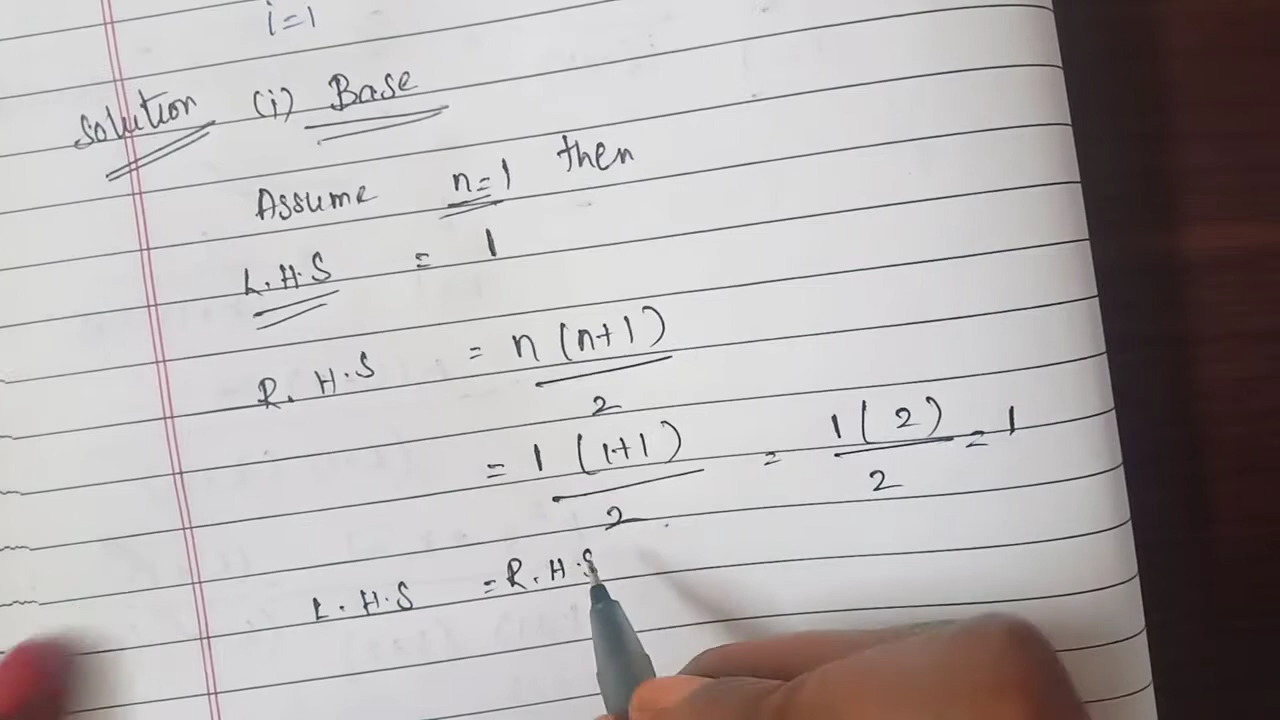 i=1
Solution (i) Base
Assume n=1 then
L.H.S = 1
R.H.S = n(n+1)
2
= 1(1+1) = 1(2) = 1
2 2
L.H.S = R.H.S